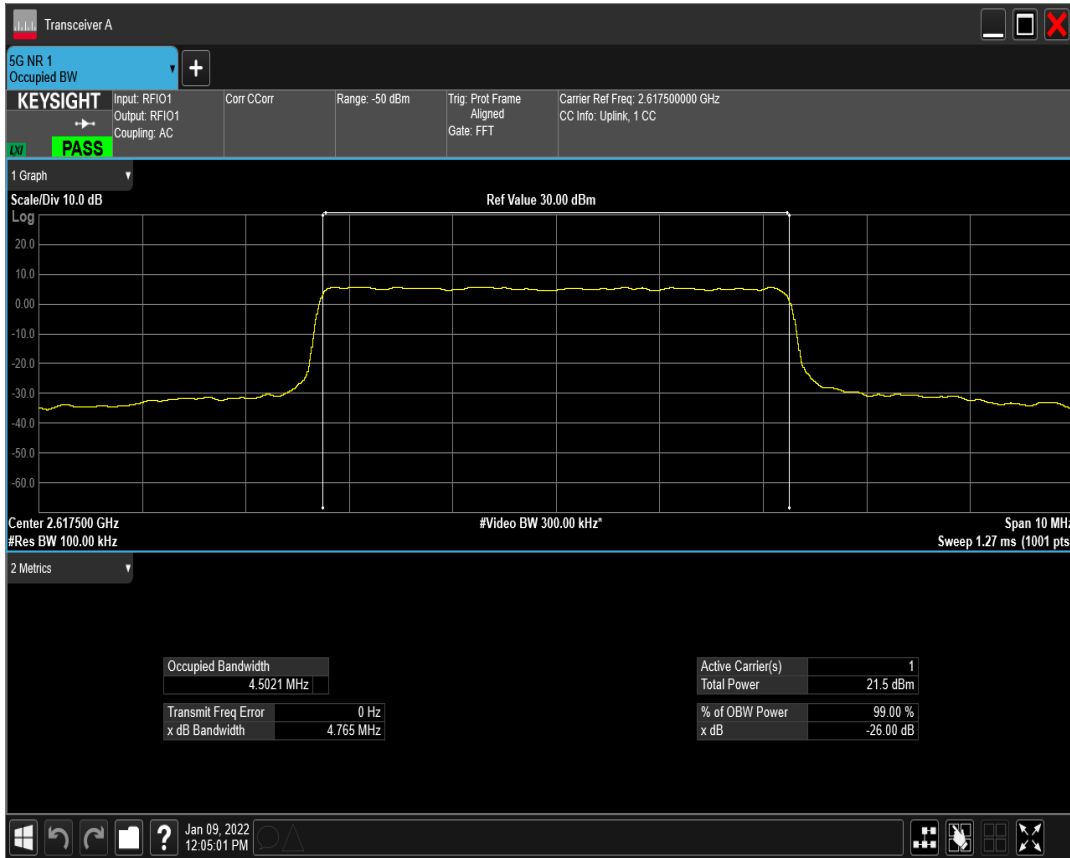 Transceiver A
5G NR 1
Occupied BW
+
KEYSIGHT
LXI
PASS
Input: RFIO1
Output: RFIO1
Coupling: AC
Corr CCorr
Range: -50 dBm
Trig: Prot Frame
Aligned
Gate: FFT
Carrier Ref Freq: 2.617500000 GHz
CC Info: Uplink, 1 CC
1 Graph
Scale/Div 10.0 dB
Ref Value 30.00 dBm
Log
20.0
10.0
0.00
-10.0
-20.0
-30.0
-40.0
-50.0
-60.0
Center 2.617500 GHz
#Video BW 300.00 kHz*
Span 10 MHz
#Res BW 100.00 kHz
Sweep 1.27 ms (1001 pts
2 Metrics
Occupied Bandwidth
4.5021 MHz
Transmit Freq Error 0 Hz
x dB Bandwidth 4.765 MHz
Active Carrier(s) 1
Total Power 21.5 dBm
% of OBW Power 99.00 %
x dB -26.00 dB
?
Jan 09, 2022
12:05:01 PM